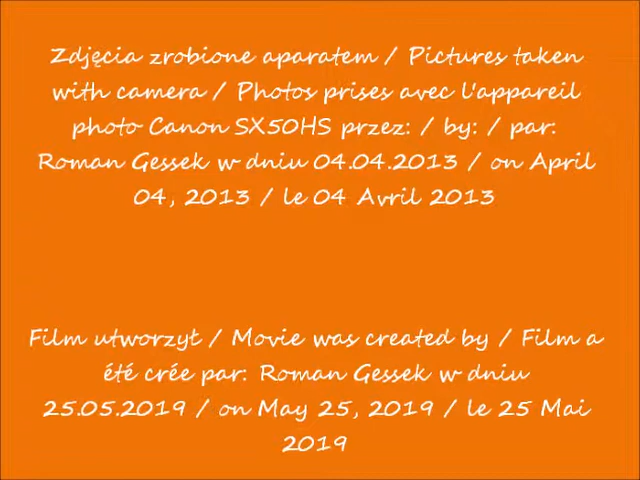 Zdjęcia zrobione aparatem / Pictures taken
with camera / Photos prises avec l'appareil
photo Canon SX50HS przez: / by: / par:
Roman Gessek w dniu 04.04.2013 / on April
04, 2013 / le 04 Avril 2013
Film utworzył / Movie was created by / Film a
été crée par: Roman Gessek w dniu
25.05.2019 / on May 25, 2019 / le 25 Mai
2019